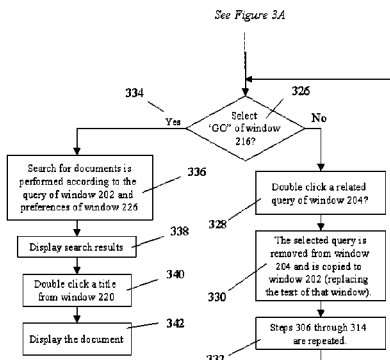 See Figure 3A
334
326
Select
"GO" of window
216?
Yes
No
Search for documents is
performed according to the
query of window 202 and
preferences of window 226
336
Double click a related
query of window 204?
328
Display search results
338
The selected query is
removed from window
204 and is copied to
window 202 (replacing
the text of that window).
330
Double click a title
from window 220
340
Display the document
342
Steps 306 through 314
are repeated.
332